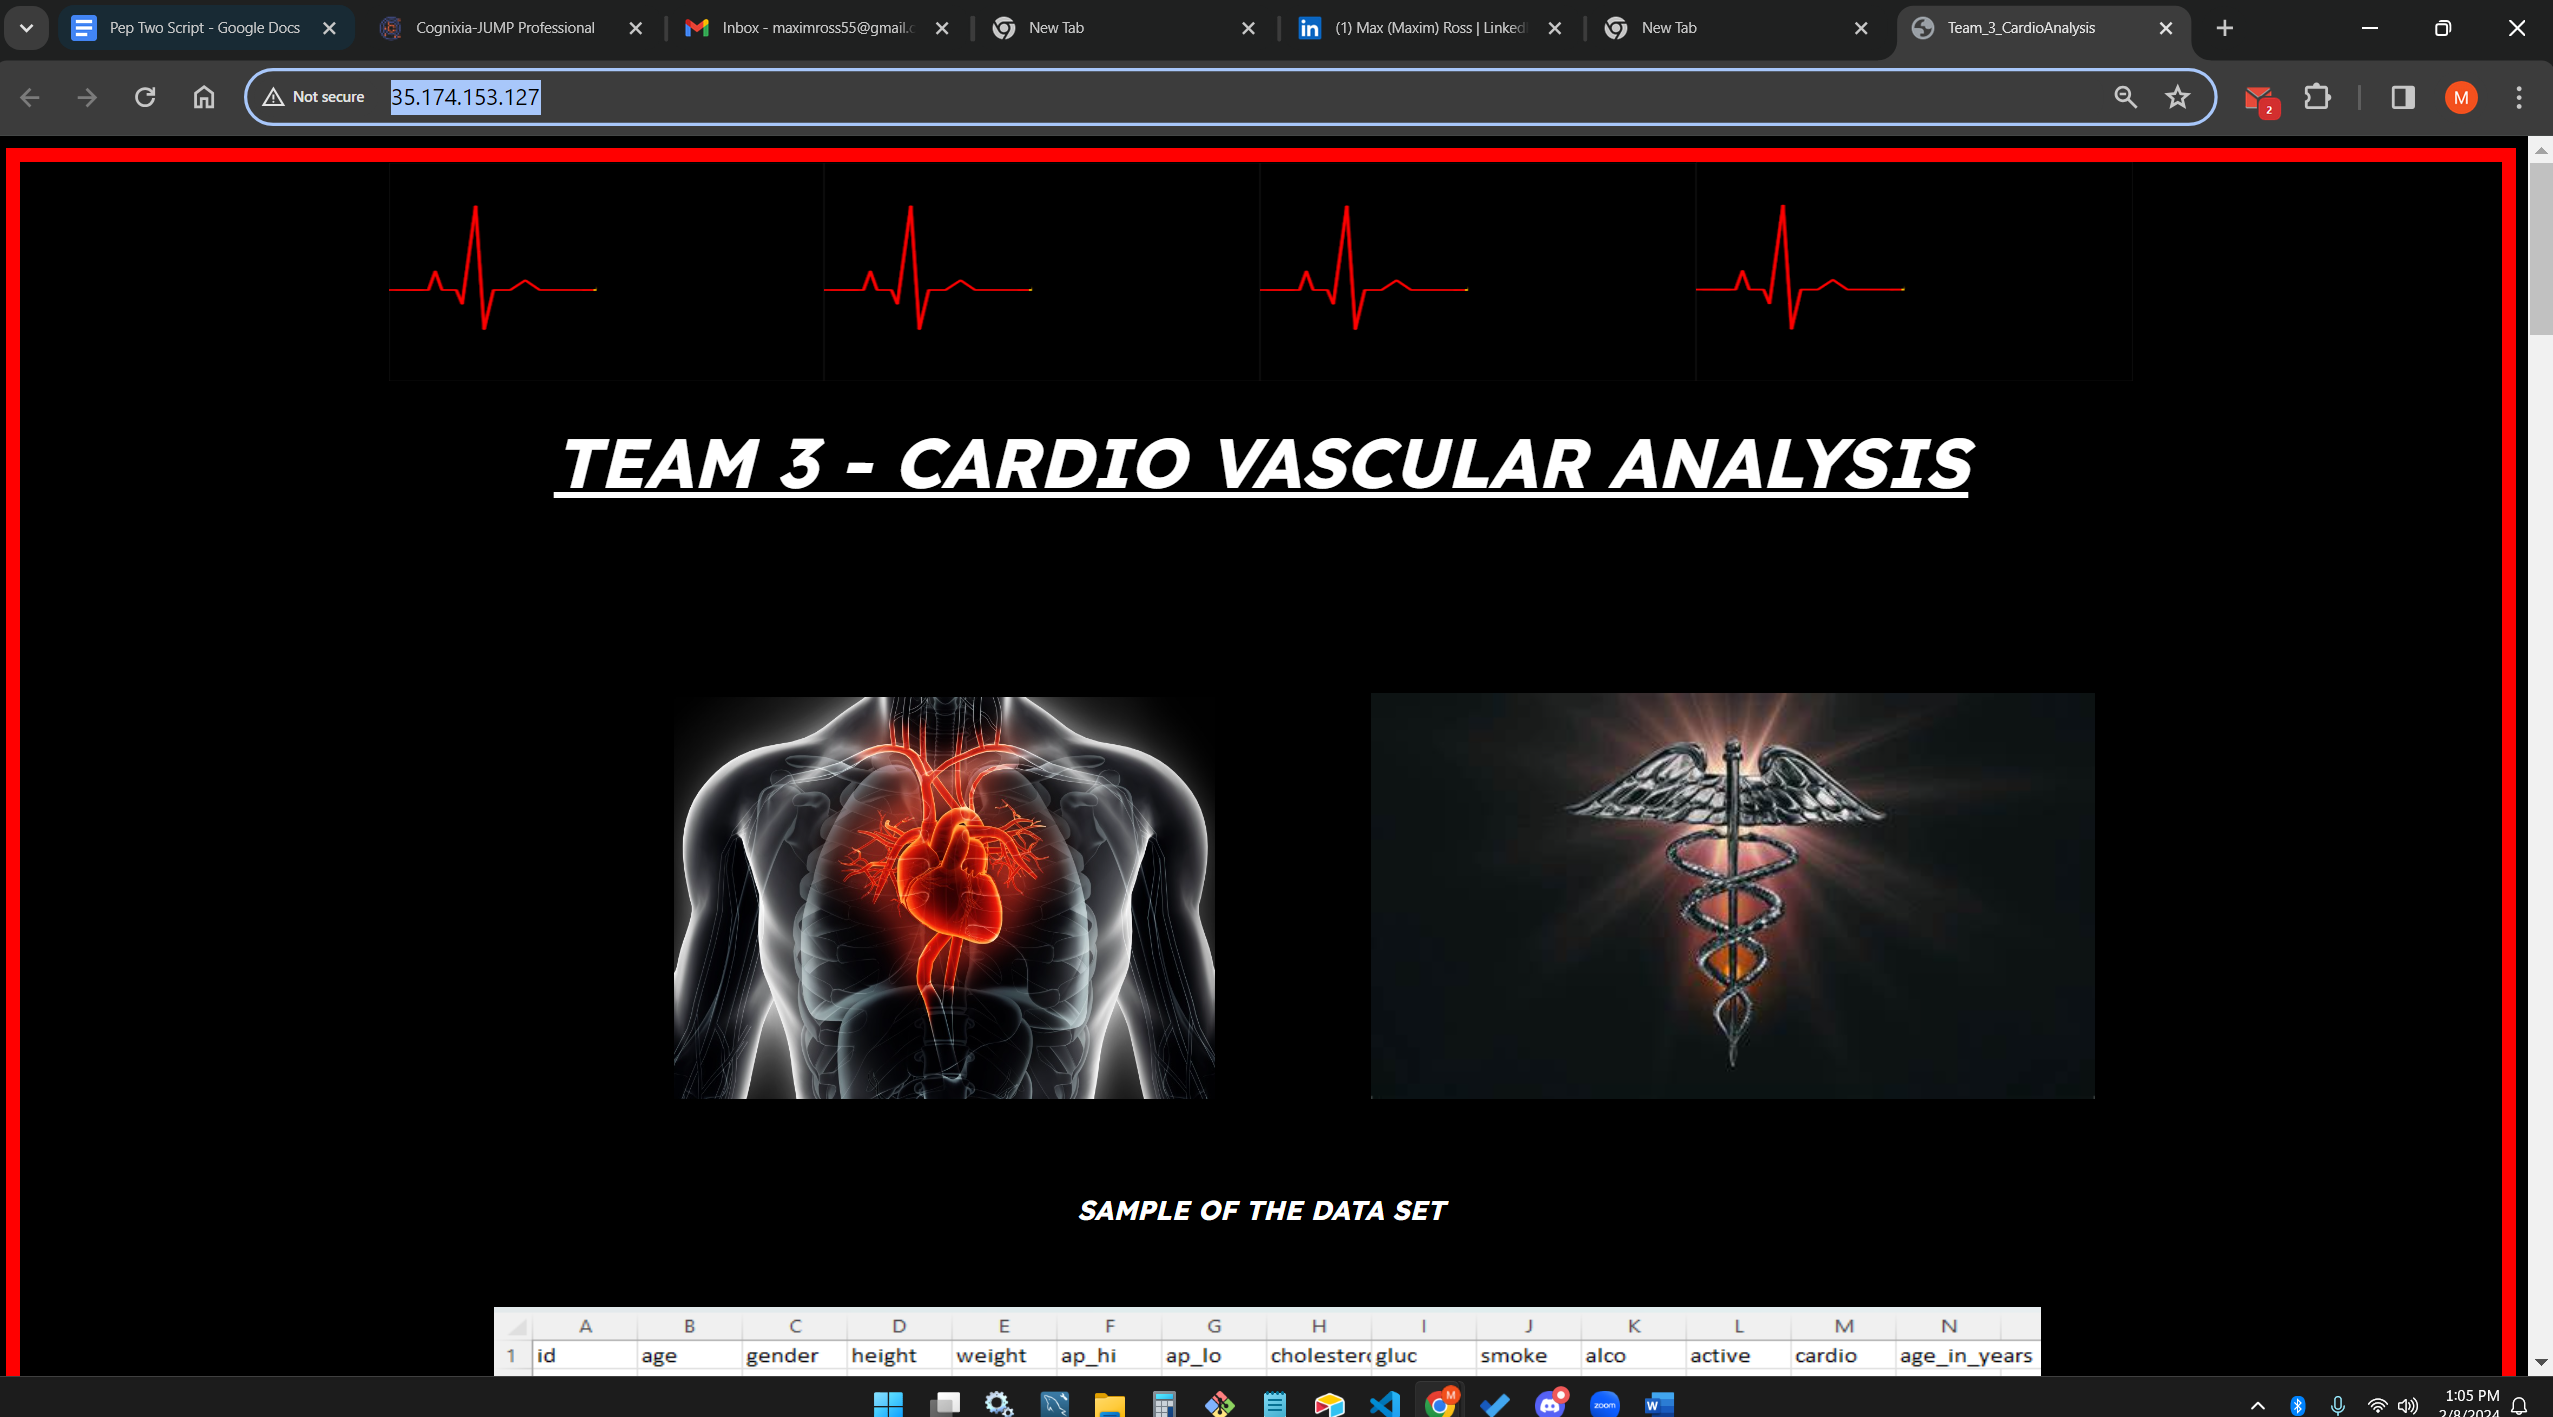 Pep Two Script - Google Docs
Cognixia-JUMP Professional
Inbox - maximross55@gmail.c
New Tab
(1) Max (Maxim) Ross | Linked
New Tab
Team_3_CardioAnalysis
Not secure
35.174.153.127
2
M
TEAM 3 - CARDIO VASCULAR ANALYSIS
SAMPLE OF THE DATA SET
A B C D E F G H I J K L M N
1 id age gender height weight ap_hi ap_lo cholester gluc smoke alco active cardio age_in_years
M
zoom
W
1:05 PM
2/8/2024